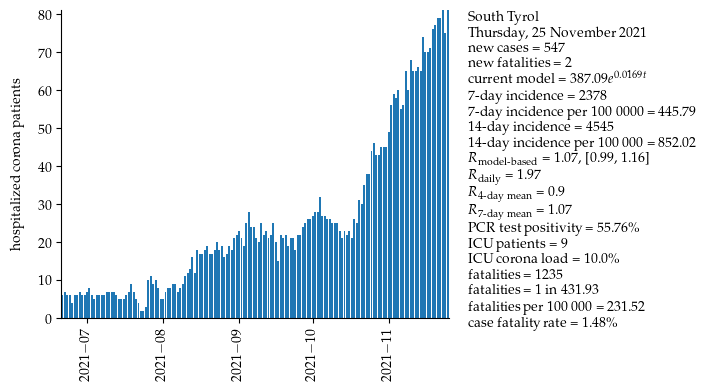 hospitalized corona patients
80
70
60
50
40
30
20
10
0
2021−07
2021−08
2021−09
2021−10
2021−11
South Tyrol
Thursday, 25 November 2021
new cases = 547
new fatalities = 2
current model = 387.09e^0.0169t
7-day incidence = 2378
7-day incidence per 100 0000 = 445.79
14-day incidence = 4545
14-day incidence per 100 000 = 852.02
R model-based = 1.07, [0.99, 1.16]
R daily = 1.97
R 4-day mean = 0.9
R 7-day mean = 1.07
PCR test positivity = 55.76%
ICU patients = 9
ICU corona load = 10.0%
fatalities = 1235
fatalities = 1 in 431.93
fatalities per 100 000 = 231.52
case fatality rate = 1.48%